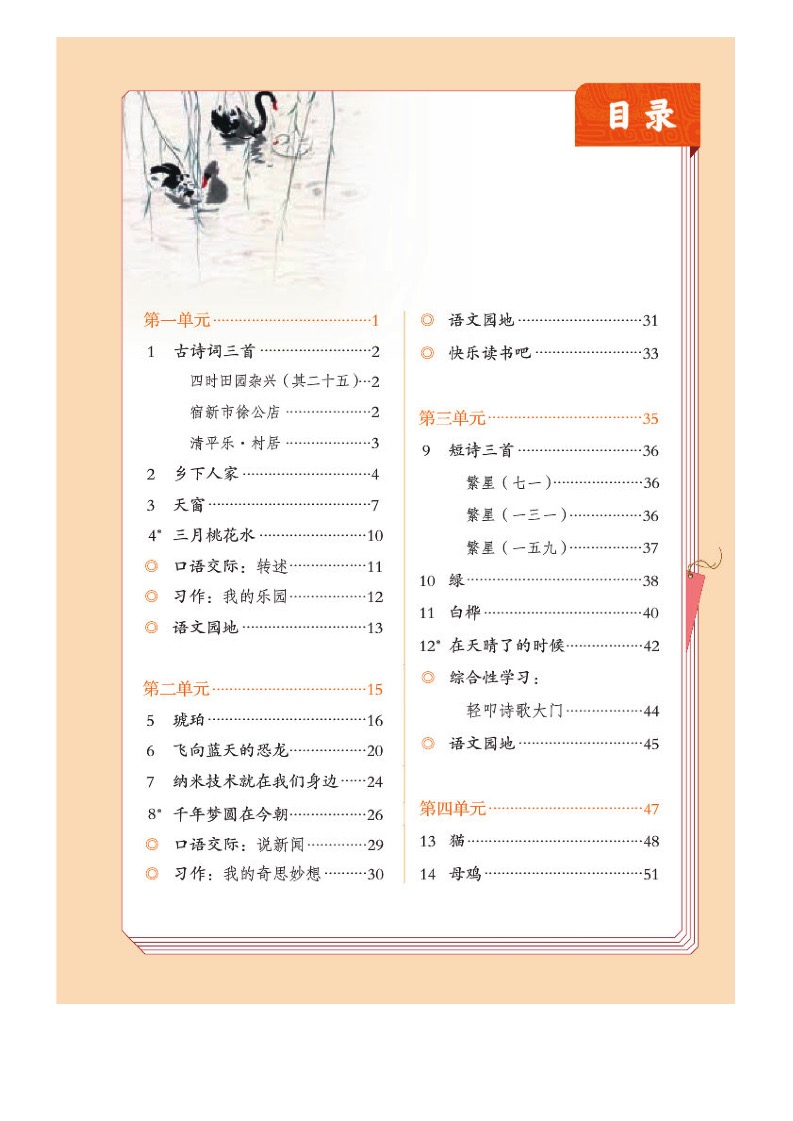 目录
第一单元……………………………1
1 古诗词三首……………………2
四时田园杂兴（其二十五）…2
宿新市徐公店………………2
清平乐·村居………………3
2 乡下人家………………………4
3 天窗……………………………7
4* 三月桃花水……………………10
◎ 口语交际：转述………………11
◎ 习作：我的乐园………………12
◎ 语文园地………………………13
第二单元……………………………15
5 琥珀……………………………16
6 飞向蓝天的恐龙………………20
7 纳米技术就在我们身边……24
8* 千年梦圆在今朝………………26
◎ 口语交际：说新闻……………29
◎ 习作：我的奇思妙想…………30
◎ 语文园地………………………31
◎ 快乐读书吧……………………33
第三单元……………………………35
9 短诗三首………………………36
繁星（七一）…………………36
繁星（一三一）………………36
繁星（一五九）………………37
10 绿………………………………38
11 白桦……………………………40
12* 在天晴了的时候………………42
◎ 综合性学习：
轻叩诗歌大门………………44
◎ 语文园地………………………45
第四单元……………………………47
13 猫………………………………48
14 母鸡……………………………51